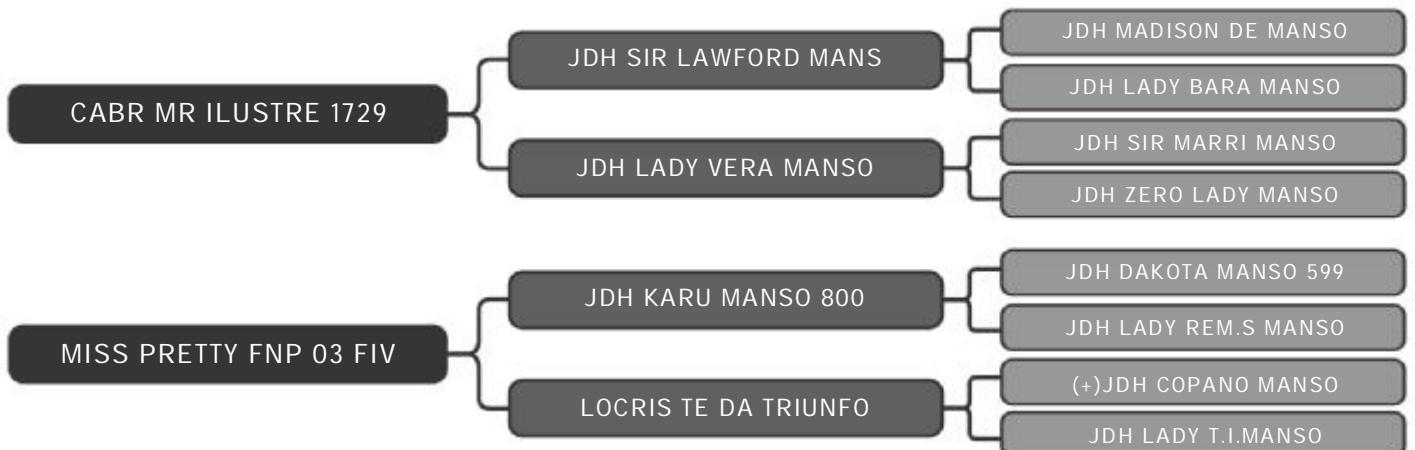 JDH MADISON DE MANSO
JDH SIR LAWFORD MANS
JDH LADY BARA MANSO
CABR MR ILUSTRE 1729
JDH SIR MARRI MANSO
JDH LADY VERA MANSO
JDH ZERO LADY MANSO
JDH DAKOTA MANSO 599
JDH KARU MANSO 800
JDH LADY REM.S MANSO
MISS PRETTY FNP 03 FIV
(+)JDH COPANO MANSO
LOCRIS TE DA TRIUNFO
JDH LADY T.I.MANSO